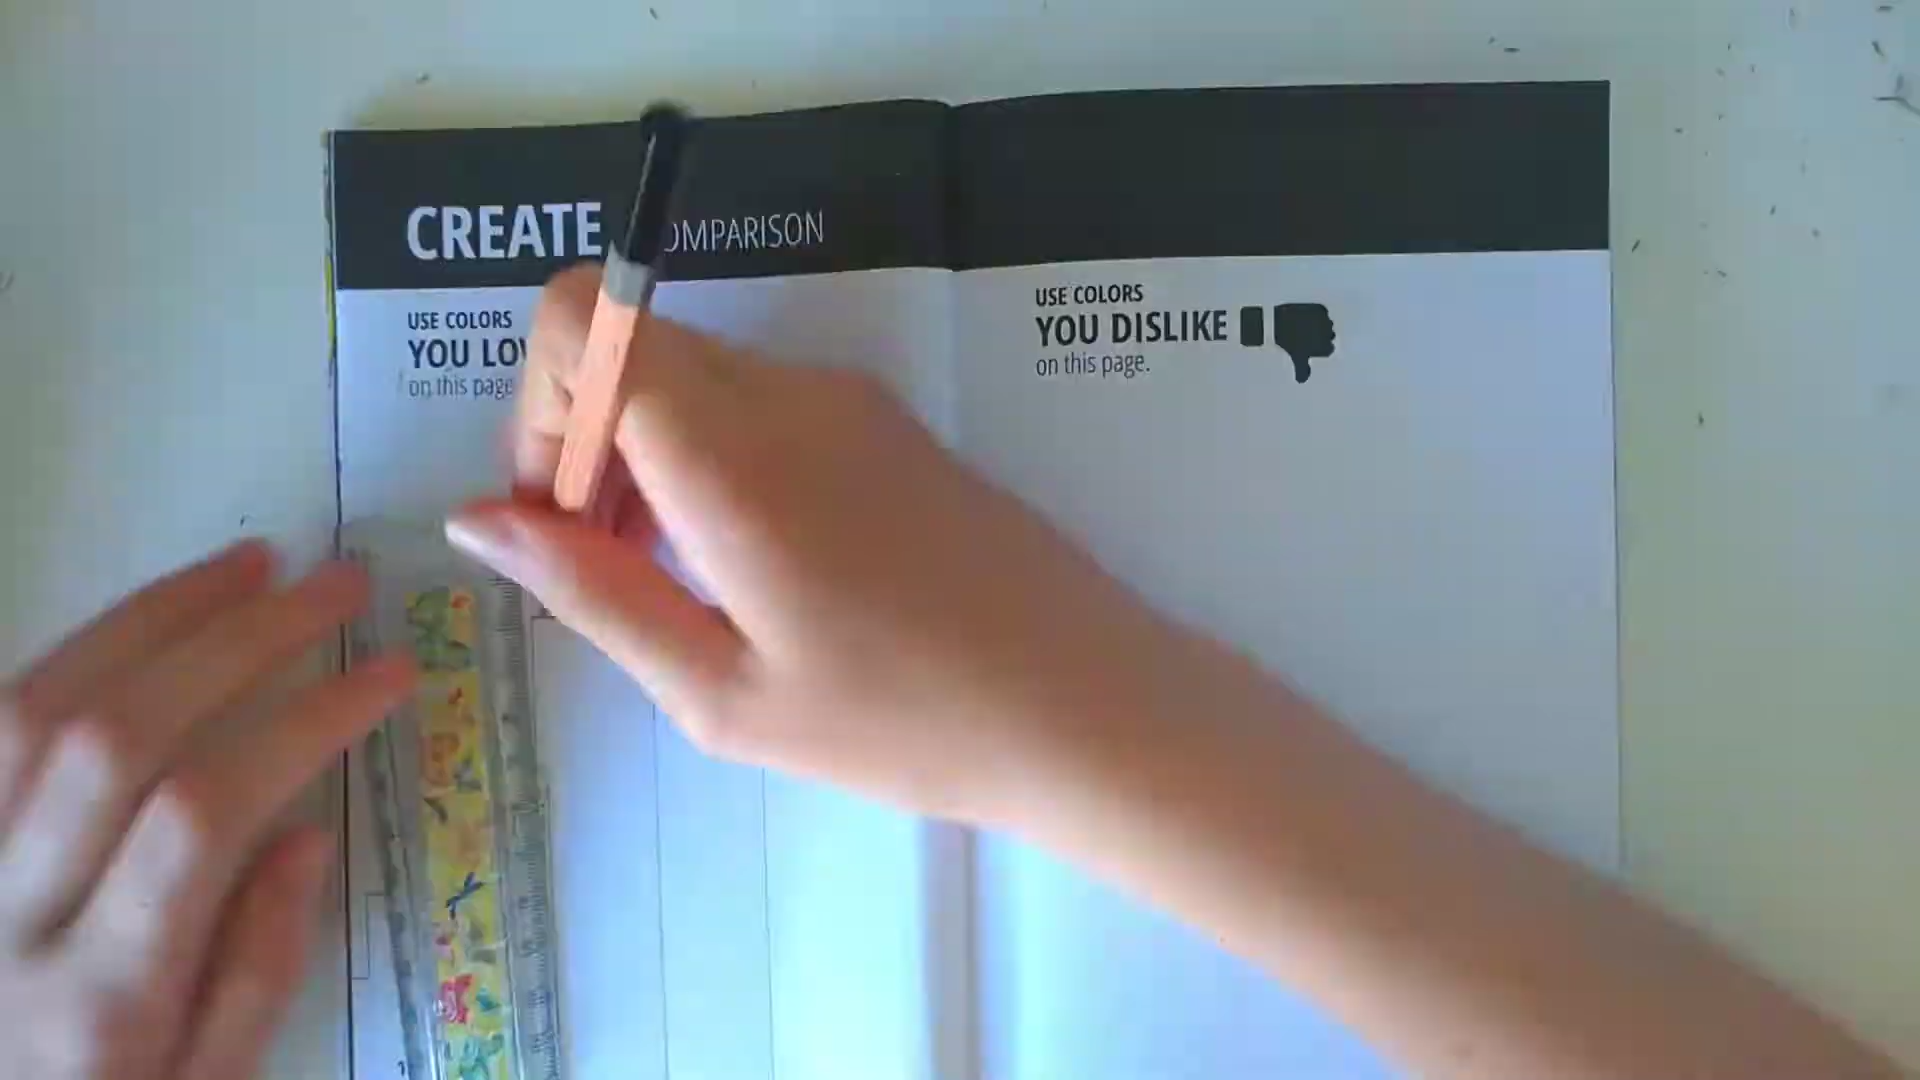 CREATE OMPARISON
USE COLORS
YOU LO
on this page
USE COLORS
YOU DISLIKE
on this page.